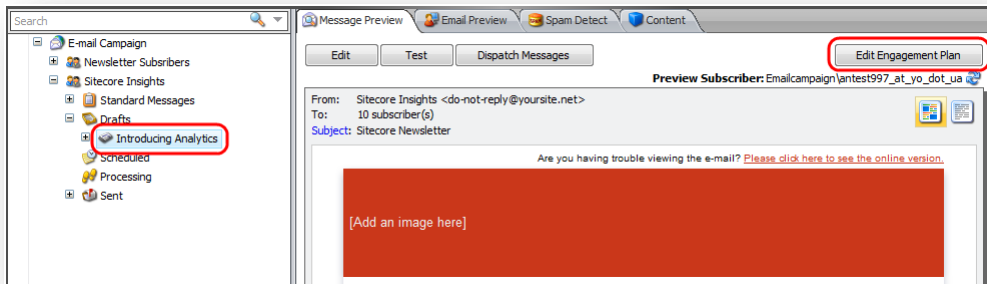 Search
E-mail Campaign
Newsletter Subsribers
Sitecore Insights
Standard Messages
Drafts
Introducing Analytics
Scheduled
Processing
Sent
Message Preview Email Preview Spam Detect Content
Edit Test Dispatch Messages Edit Engagement Plan
Preview Subscriber: Emailcampaign\antest997_at_yo_dot_ua
From: Sitecore Insights <do-not-reply@yoursite.net>
To: 10 subscriber(s)
Subject: Sitecore Newsletter
Are you having trouble viewing the e-mail? Please click here to see the online version.
[Add an image here]